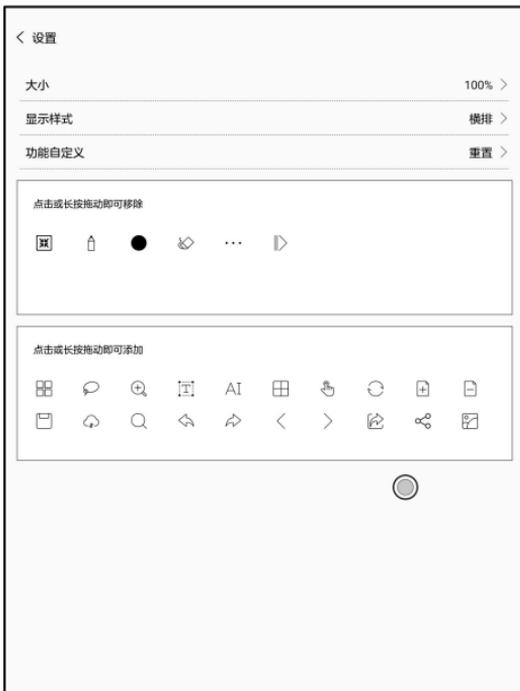 设置
大小 100%
显示样式 横排
功能自定义 重置
点击或长按拖动即可移除
点击或长按拖动即可添加
T AI